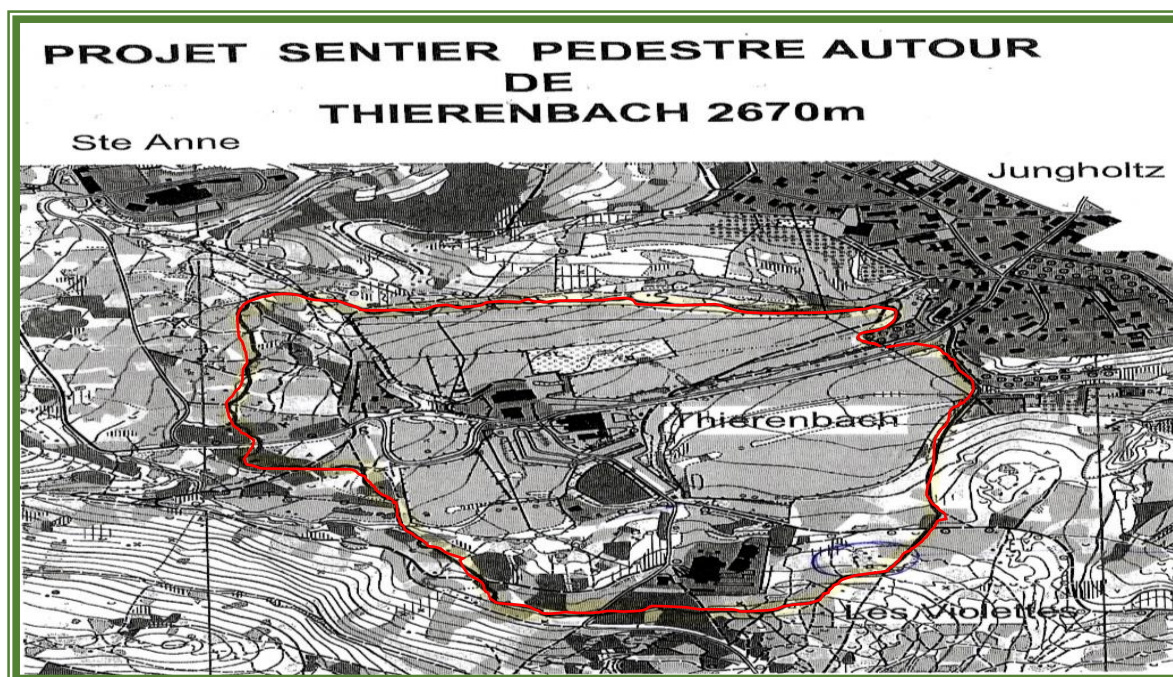 PROJET SENTIER PEDESTRE AUTOUR
DE
THIERENBACH 2670m
Ste Anne
Jungholtz
Thierenbach
Les Violettes